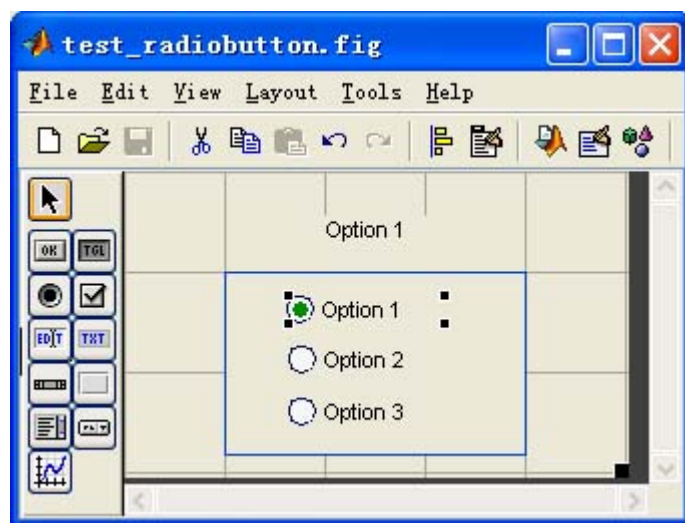 test_radiobutton.fig
File Edit View Layout Tools Help
OK TGL
EDIT TXT
Option 1
Option 1
Option 2
Option 3